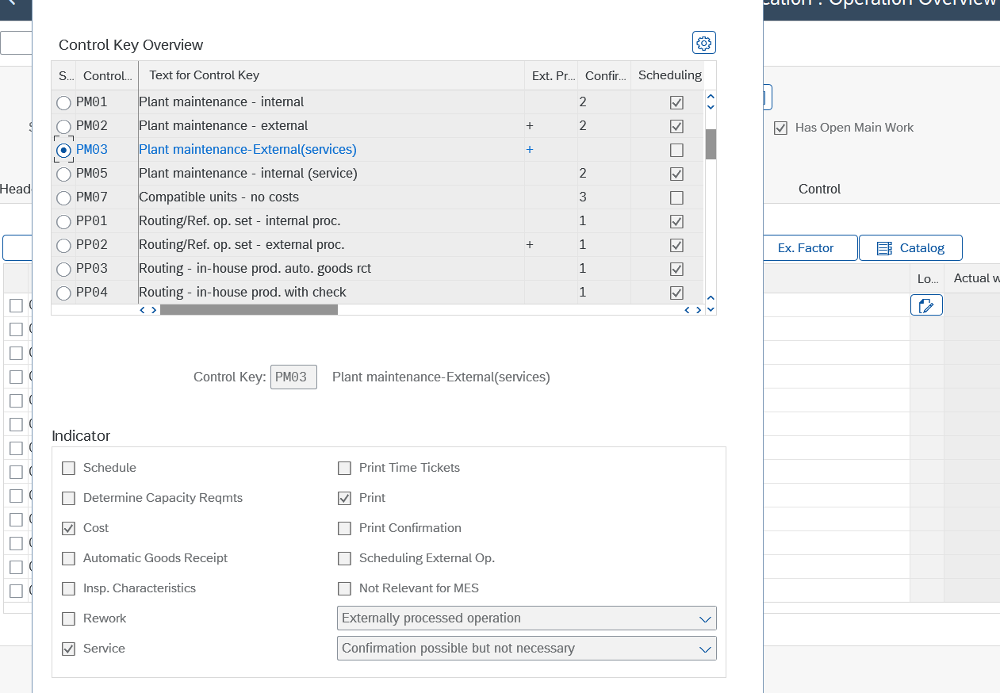 Operation Overview
Control Key Overview
S... Control... Text for Control Key Ext. Pr... Confir... Scheduling
PM01 Plant maintenance - internal 2
PM02 Plant maintenance - external + 2
PM03 Plant maintenance-External(services) +
PM05 Plant maintenance - internal (service) 2
PM07 Compatible units - no costs 3
PP01 Routing/Ref. op. set - internal proc. 1
PP02 Routing/Ref. op. set - external proc. + 1
PP03 Routing - in-house prod. auto. goods rct 1
PP04 Routing - in-house prod. with check 1
Has Open Main Work
Control
Ex. Factor Catalog
Lo... Actual w
Control Key: PM03 Plant maintenance-External(services)
Indicator
Schedule Print Time Tickets
Determine Capacity Reqmts Print
Cost Print Confirmation
Automatic Goods Receipt Scheduling External Op.
Insp. Characteristics Not Relevant for MES
Rework Externally processed operation
Service Confirmation possible but not necessary